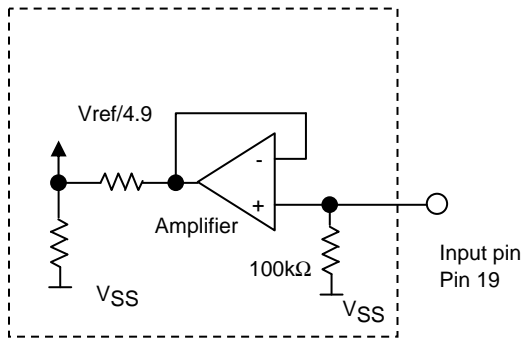 Vref/4.9
-
+
Amplifier
100kΩ
Input pin
Pin 19
VSS
VSS